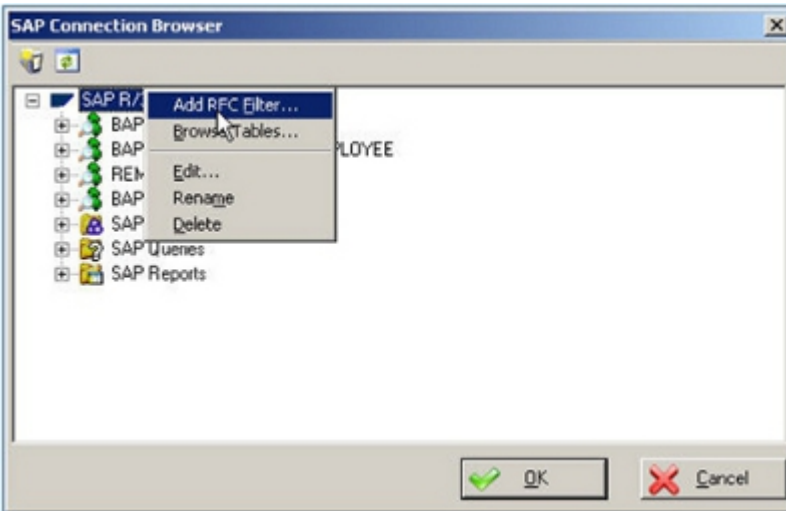 SAP Connection Browser
SAP R/
Add RFC Filter...
BAP
Browse Tables...
BAP
PLOYEE
REM
Edit...
BAP
Rename
SAP
Delete
SAP Queries
SAP Reports
OK
Cancel